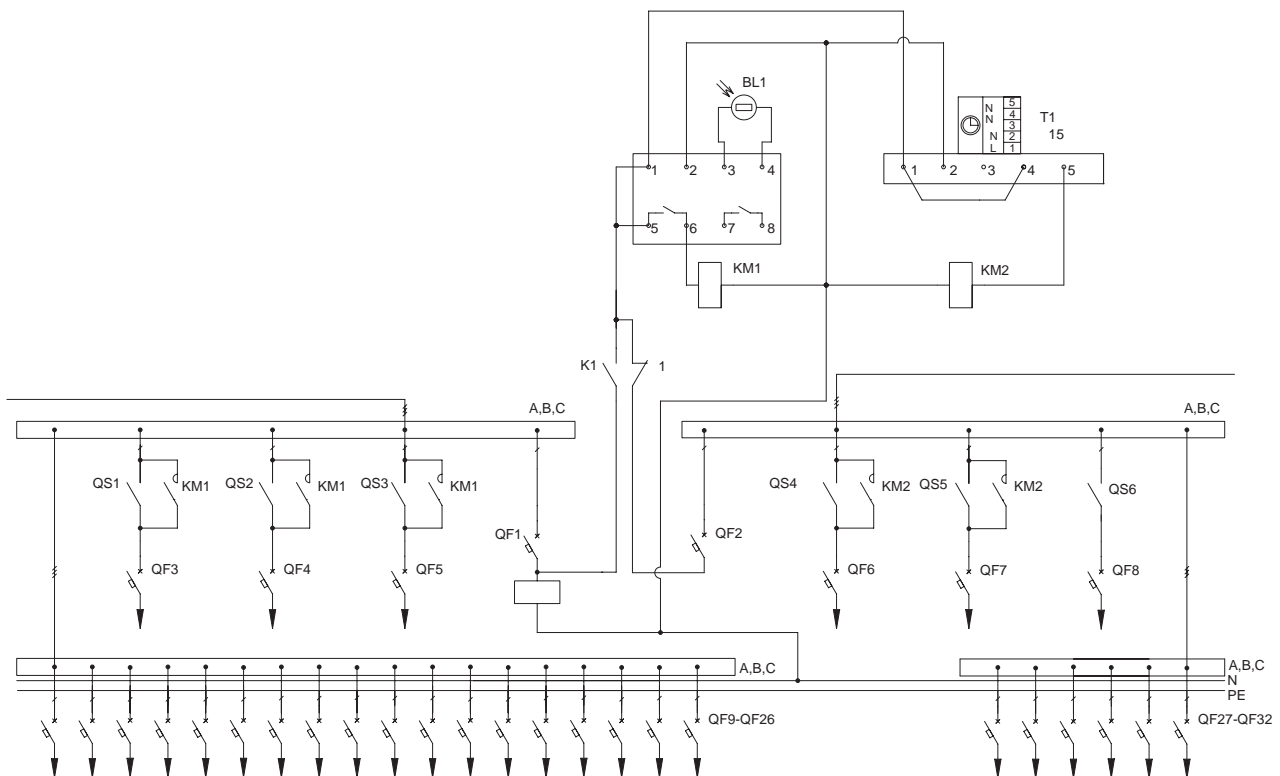 BL1
5
N 4
N 3
N 2
L 1
T1
15
1 2 3 4
1 2 3 4 5
5 6 7 8
KM1
KM2
K1 1
A,B,C
A,B,C
QS1 KM1 QS2 KM1 QS3 KM1
QS4 KM2 QS5 KM2 QS6
QF1
QF2
QF3 QF4 QF5
QF6 QF7 QF8
A,B,C
A,B,C
N
PE
QF9-QF26
QF27-QF32